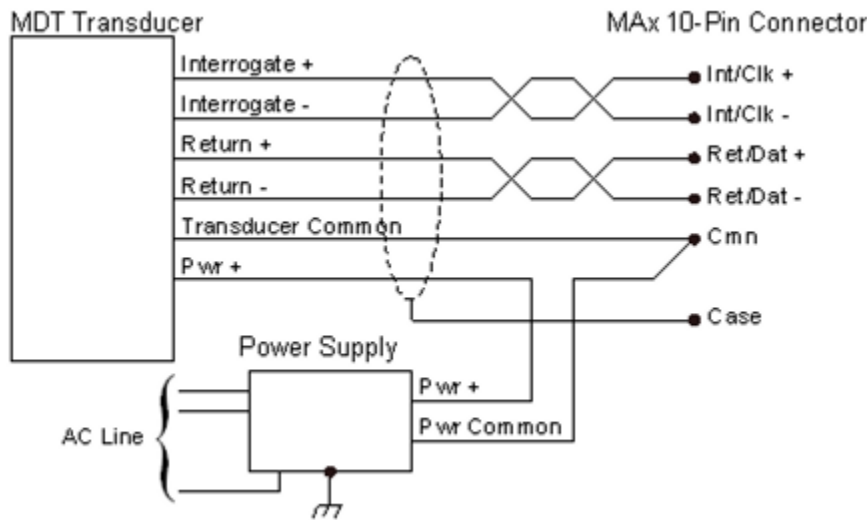 MDT Transducer
MAx 10-Pin Connector
Interrogate +
Int/Clk +
Interrogate -
Int/Clk -
Return +
Ret/Dat +
Return -
Ret/Dat -
Transducer Common
Cmn
Pwr +
Case
Power Supply
Pwr +
AC Line
Pwr Common